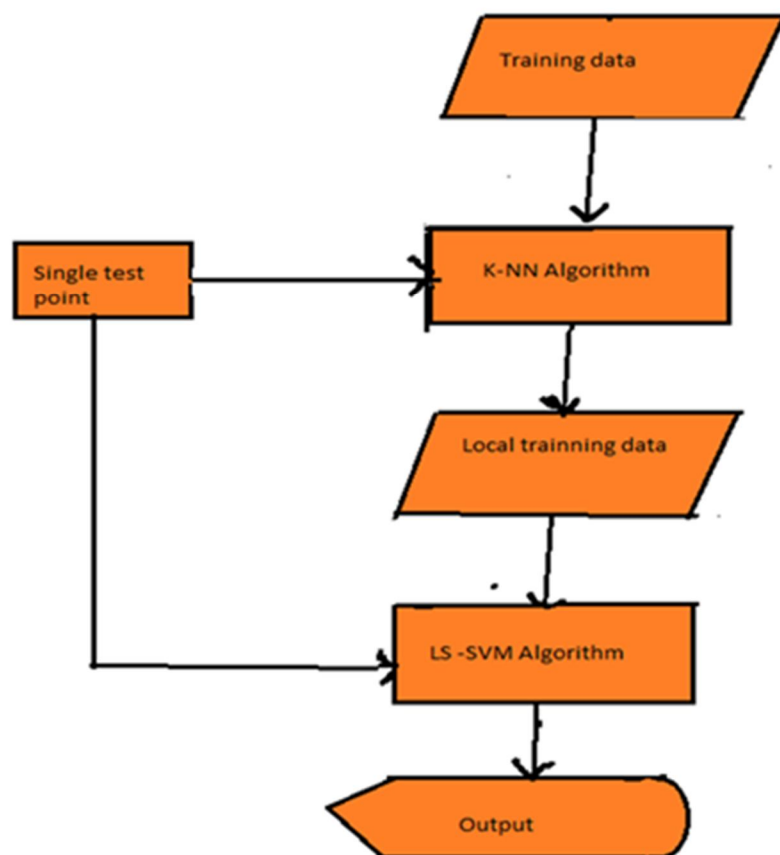 Training data
K-NN Algorithm
Single test
point
Local trainning data
LS -SVM Algorithm
Output